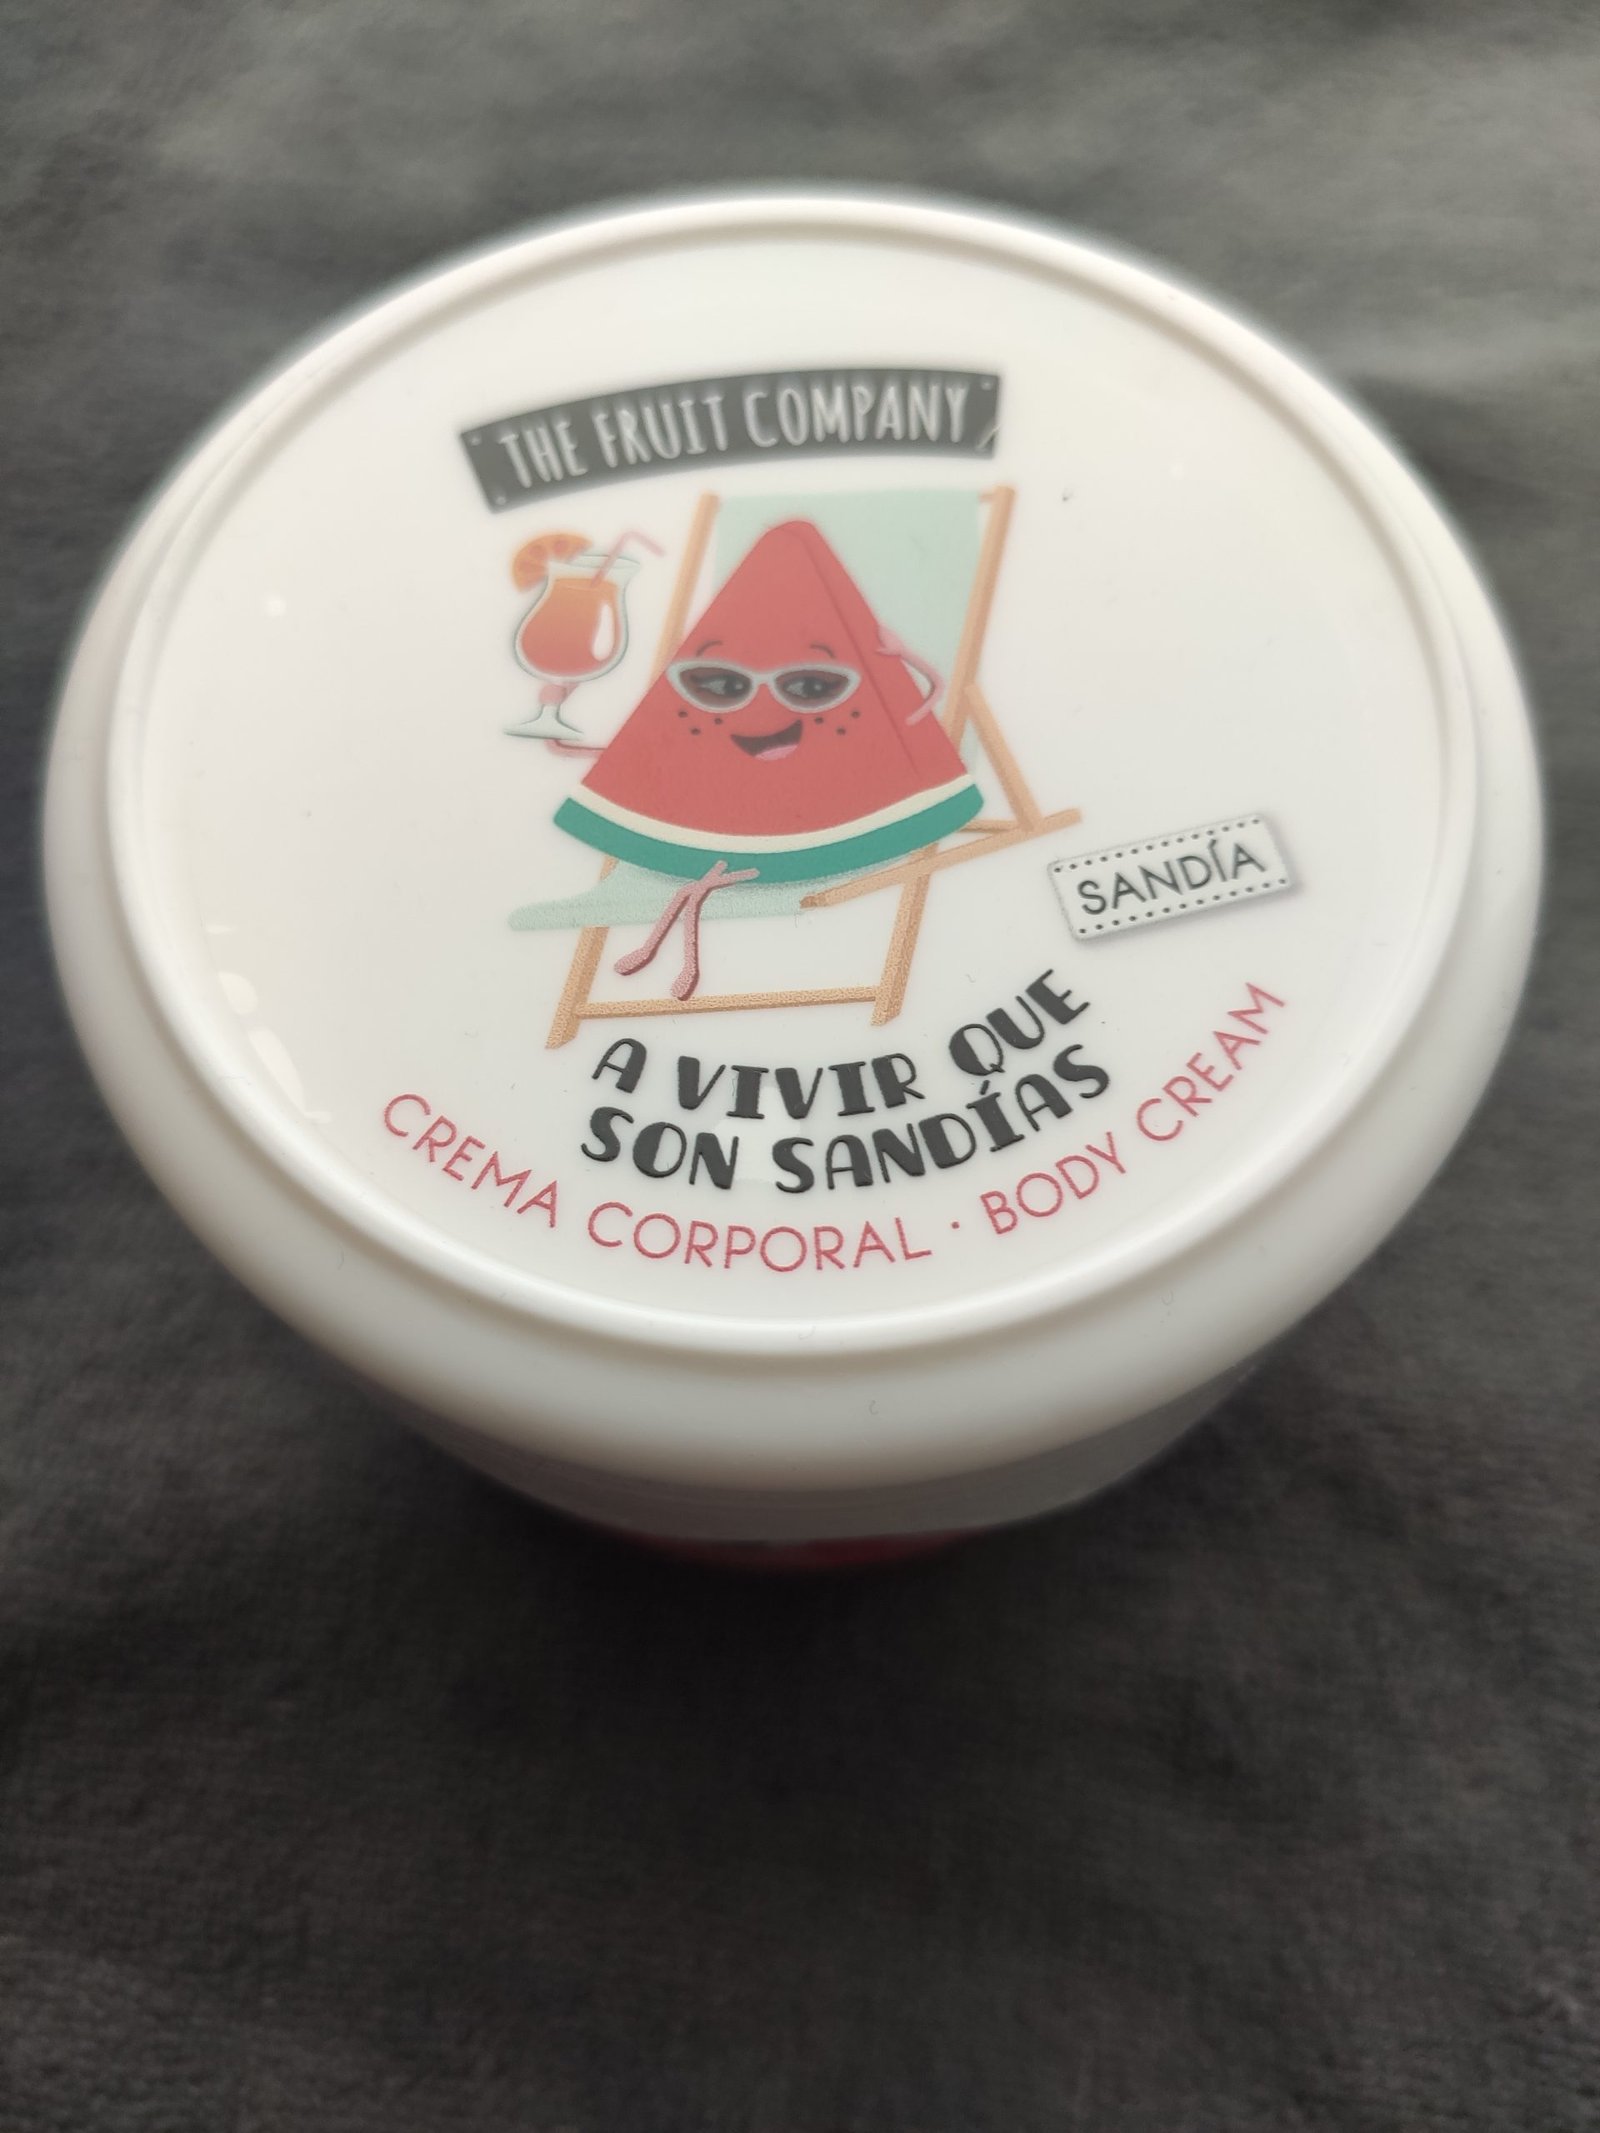 THE FRUIT COMPANY
SANDÍA
A VIVIR QUE
SON SANDÍAS
CREMA CORPORAL · BODY CREAM